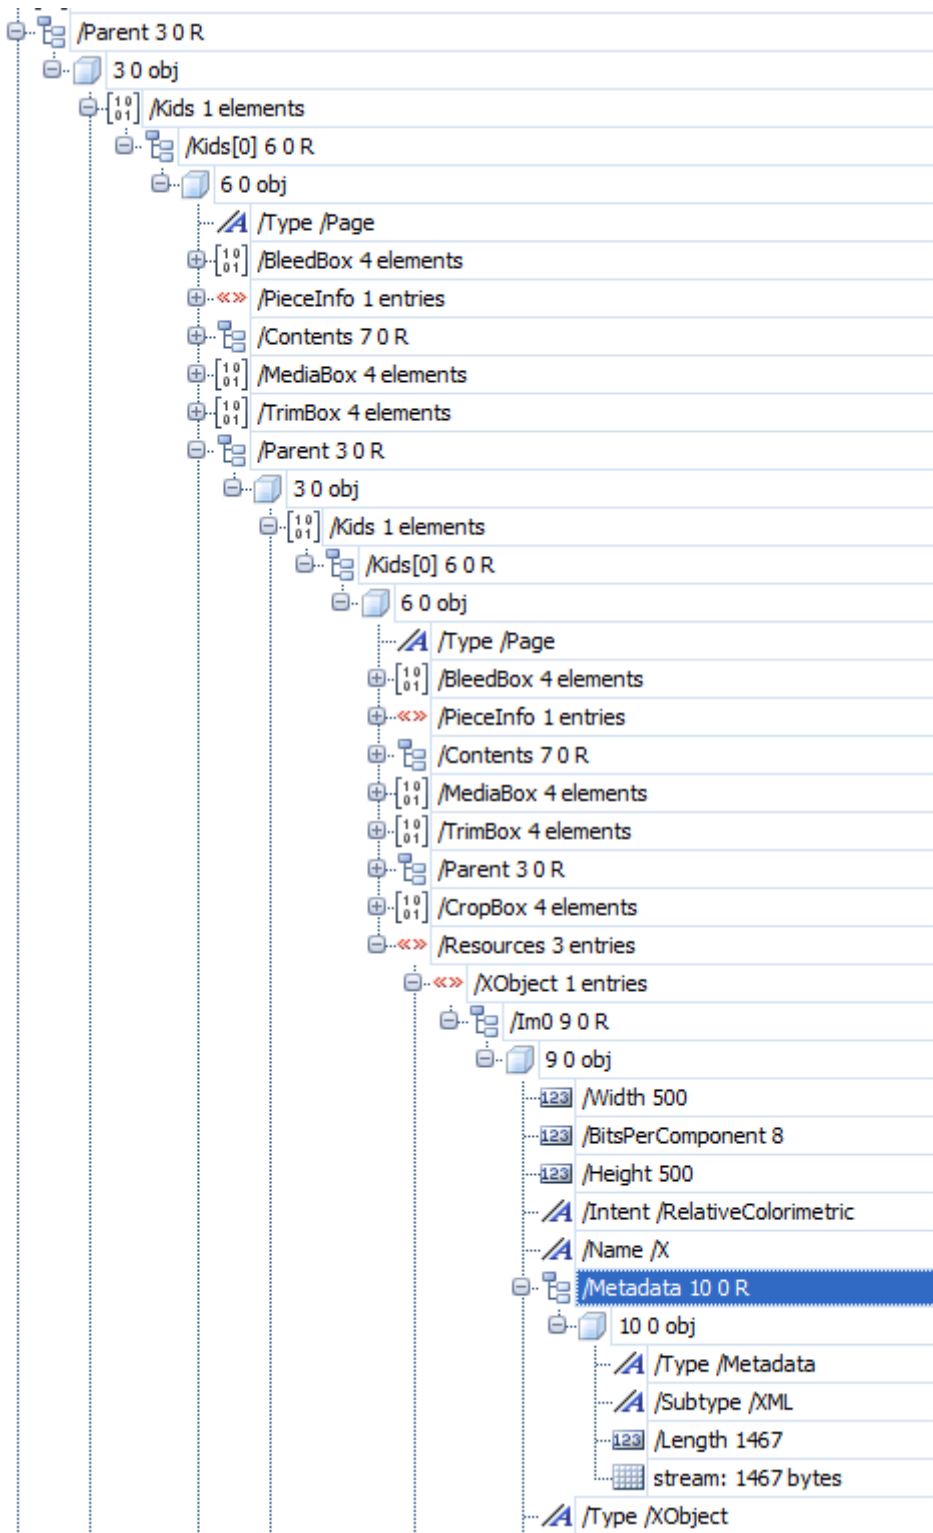 /Parent 3 0 R
3 0 obj
/Kids 1 elements
/Kids[0] 6 0 R
6 0 obj
/Type /Page
/BleedBox 4 elements
/PieceInfo 1 entries
/Contents 7 0 R
/MediaBox 4 elements
/TrimBox 4 elements
/Parent 3 0 R
3 0 obj
/Kids 1 elements
/Kids[0] 6 0 R
6 0 obj
/Type /Page
/BleedBox 4 elements
/PieceInfo 1 entries
/Contents 7 0 R
/MediaBox 4 elements
/TrimBox 4 elements
/Parent 3 0 R
/CropBox 4 elements
/Resources 3 entries
/XObject 1 entries
/Im0 9 0 R
9 0 obj
/Width 500
/BitsPerComponent 8
/Height 500
/Intent /RelativeColorimetric
/Name /X
/Metadata 10 0 R
10 0 obj
/Type /Metadata
/Subtype /XML
/Length 1467
stream: 1467 bytes
/Type /XObject